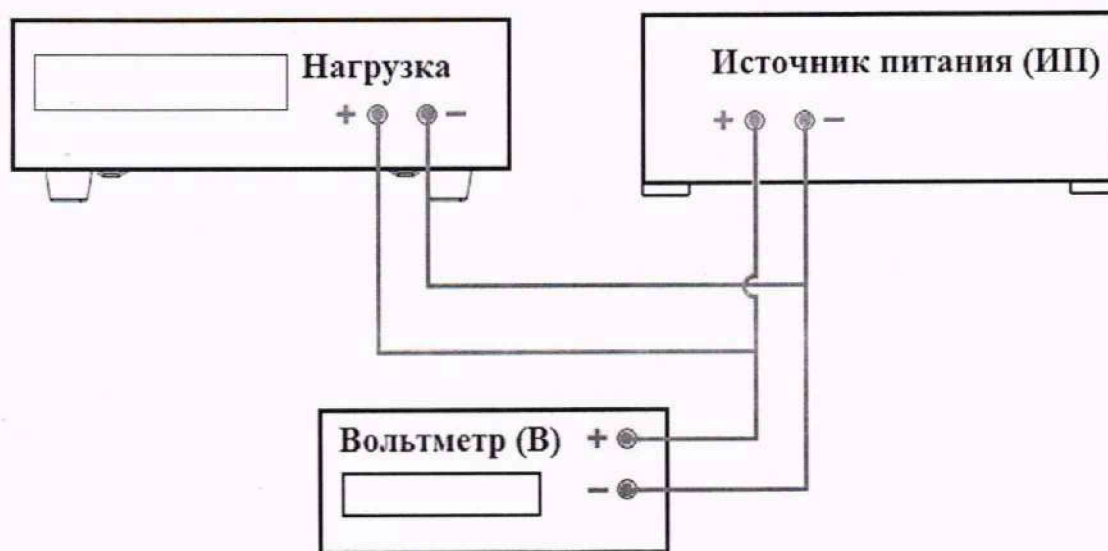 Нагрузка
+ −
Источник питания (ИП)
+ −
Вольтметр (В)
+
−